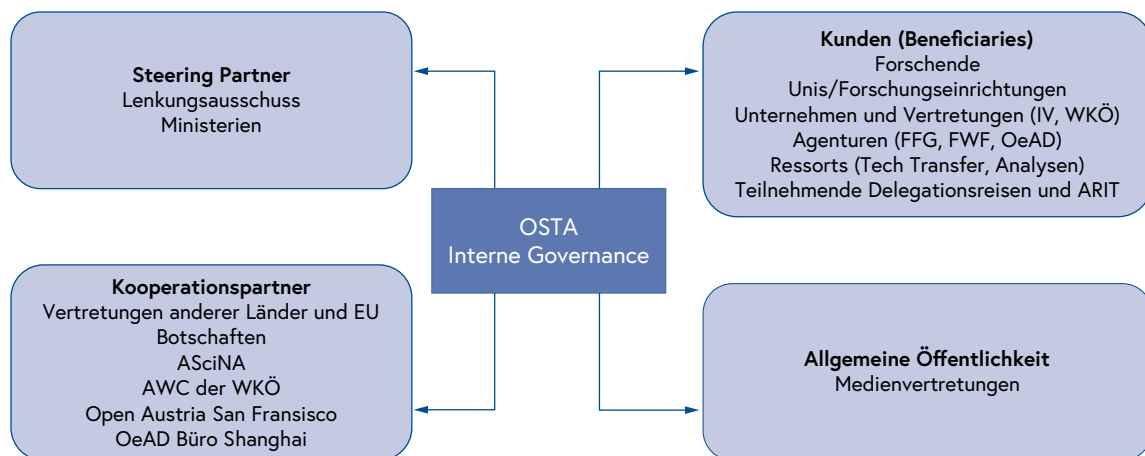 Steering Partner
Lenkungsausschuss
Ministerien
Kunden (Beneficiaries)
Forschende
Unis/Forschungseinrichtungen
Unternehmen und Vertretungen (IV, WKÖ)
Agenturen (FFG, FWF, OeAD)
Ressorts (Tech Transfer, Analysen)
Teilnehmende Delegationsreisen und ARIT
OSTA
Interne Governance
Kooperationspartner
Vertretungen anderer Länder und EU
Botschaften
ASciNA
AWC der WKÖ
Open Austria San Fransisco
OeAD Büro Shanghai
Allgemeine Öffentlichkeit
Medienvertretungen